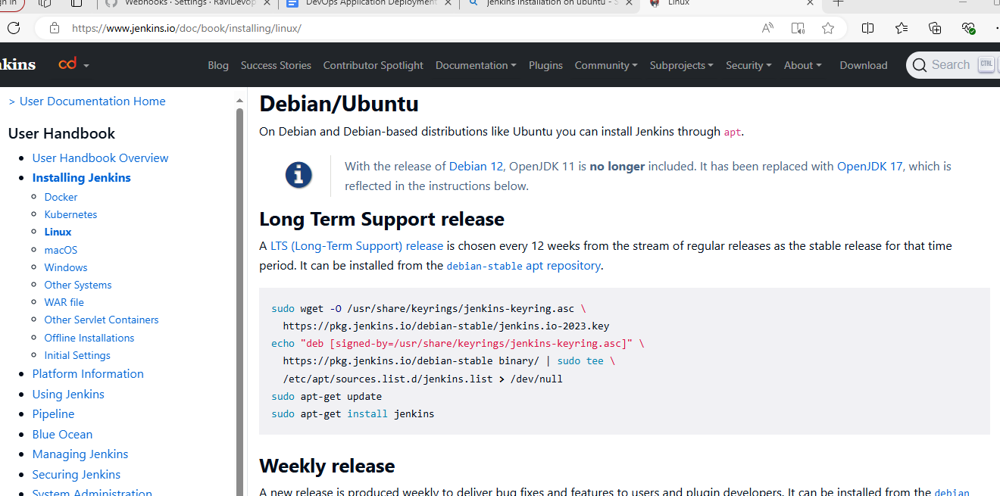 Webhooks · Settings · RaviDevop
DevOps Application Deployment
jenkins installation on ubuntu - S
Linux
https://www.jenkins.io/doc/book/installing/linux/
kins
cd
Blog Success Stories Contributor Spotlight Documentation Plugins Community Subprojects Security About Download
Search CTRL
> User Documentation Home
User Handbook
User Handbook Overview
Installing Jenkins
Docker
Kubernetes
Linux
macOS
Windows
Other Systems
WAR file
Other Servlet Containers
Offline Installations
Initial Settings
Platform Information
Using Jenkins
Pipeline
Blue Ocean
Managing Jenkins
Securing Jenkins
System Administration
Debian/Ubuntu
On Debian and Debian-based distributions like Ubuntu you can install Jenkins through apt.
With the release of Debian 12, OpenJDK 11 is no longer included. It has been replaced with OpenJDK 17, which is
reflected in the instructions below.
Long Term Support release
A LTS (Long-Term Support) release is chosen every 12 weeks from the stream of regular releases as the stable release for that time
period. It can be installed from the debian-stable apt repository.
sudo wget -O /usr/share/keyrings/jenkins-keyring.asc \
https://pkg.jenkins.io/debian-stable/jenkins.io-2023.key
echo "deb [signed-by=/usr/share/keyrings/jenkins-keyring.asc]" \
https://pkg.jenkins.io/debian-stable binary/ | sudo tee \
/etc/apt/sources.list.d/jenkins.list > /dev/null
sudo apt-get update
sudo apt-get install jenkins
Weekly release
A new release is produced weekly to deliver bug fixes and features to users and plugin developers. It can be installed from the debian